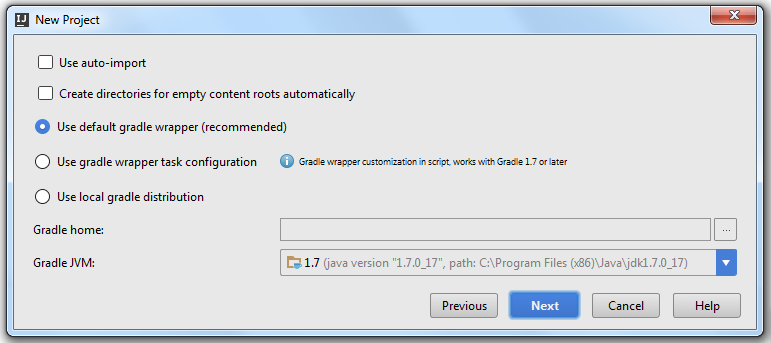 New Project
Use auto-import
Create directories for empty content roots automatically
Use default gradle wrapper (recommended)
Use gradle wrapper task configuration Gradle wrapper customization in script, works with Gradle 1.7 or later
Use local gradle distribution
Gradle home: ...
Gradle JVM: 1.7 (java version "1.7.0_17", path: C:\Program Files (x86)\Java\jdk1.7.0_17)
Previous Next Cancel Help